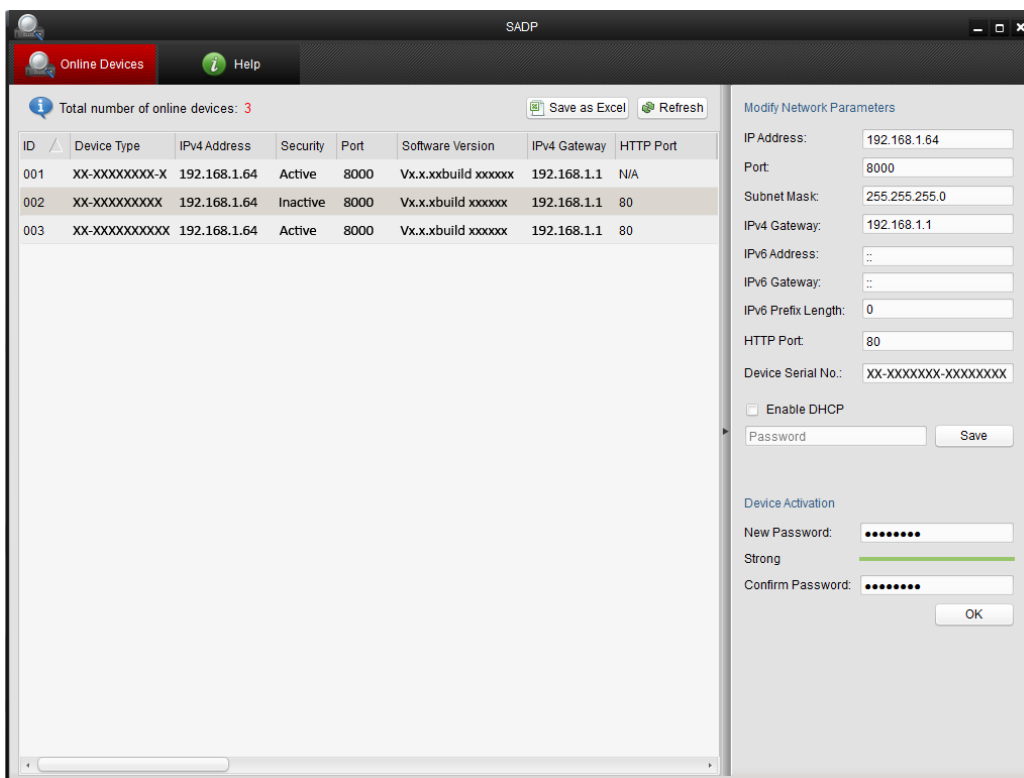 SADP
Online Devices
Help
Total number of online devices: 3
Save as Excel
Refresh
ID Device Type IPv4 Address Security Port Software Version IPv4 Gateway HTTP Port
001 XX-XXXXXXXX-X 192.168.1.64 Active 8000 Vx.x.xxbuild xxxxxx 192.168.1.1 N/A
002 XX-XXXXXXXXX 192.168.1.64 Inactive 8000 Vx.x.xbuild xxxxxx 192.168.1.1 80
003 XX-XXXXXXXXXX 192.168.1.64 Active 8000 Vx.x.xbuild xxxxxx 192.168.1.1 80
Modify Network Parameters
IP Address: 192.168.1.64
Port: 8000
Subnet Mask: 255.255.255.0
IPv4 Gateway: 192.168.1.1
IPv6 Address: ::
IPv6 Gateway: ::
IPv6 Prefix Length: 0
HTTP Port: 80
Device Serial No.: XX-XXXXXXX-XXXXXXXX
Enable DHCP
Password Save
Device Activation
New Password: ●●●●●●●●
Strong
Confirm Password: ●●●●●●●●
OK